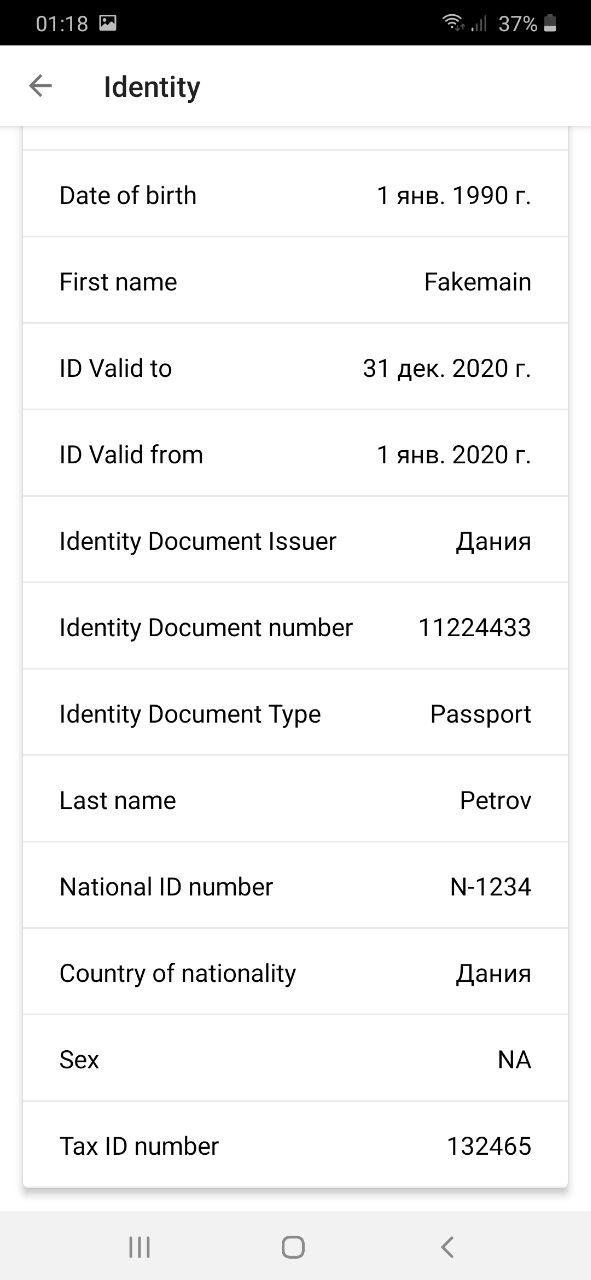 01:18 37%
Identity
Date of birth 1 янв. 1990 г.
First name Fakemain
ID Valid to 31 дек. 2020 г.
ID Valid from 1 янв. 2020 г.
Identity Document Issuer Дания
Identity Document number 11224433
Identity Document Type Passport
Last name Petrov
National ID number N-1234
Country of nationality Дания
Sex NA
Tax ID number 132465